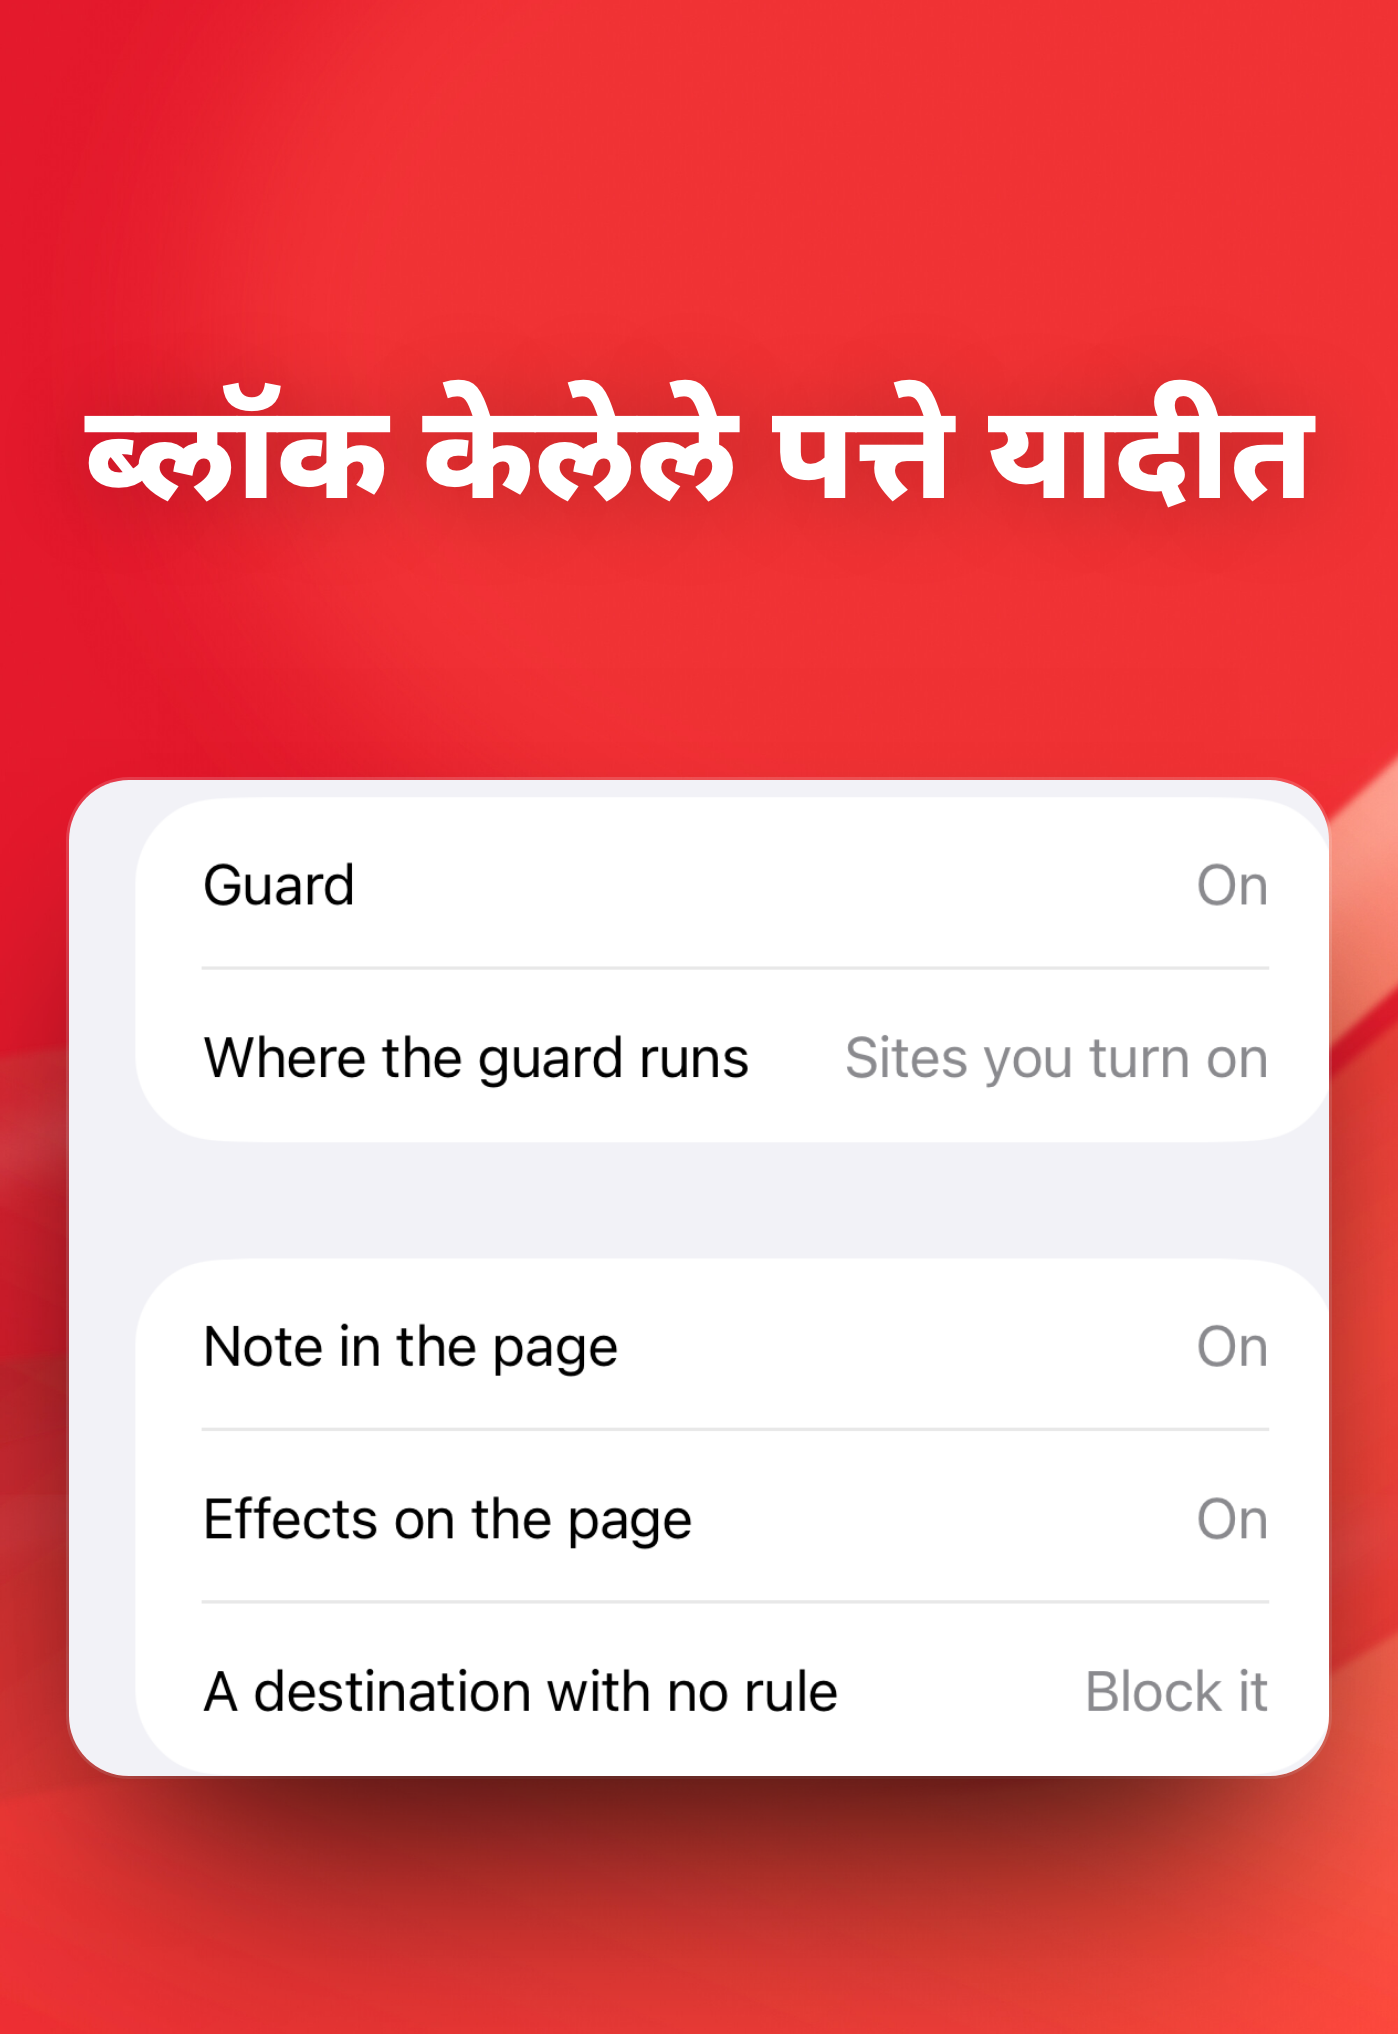 ब्लॉक केलेले पत्ते यादीत
Guard On
Where the guard runs Sites you turn on
Note in the page On
Effects on the page On
A destination with no rule Block it